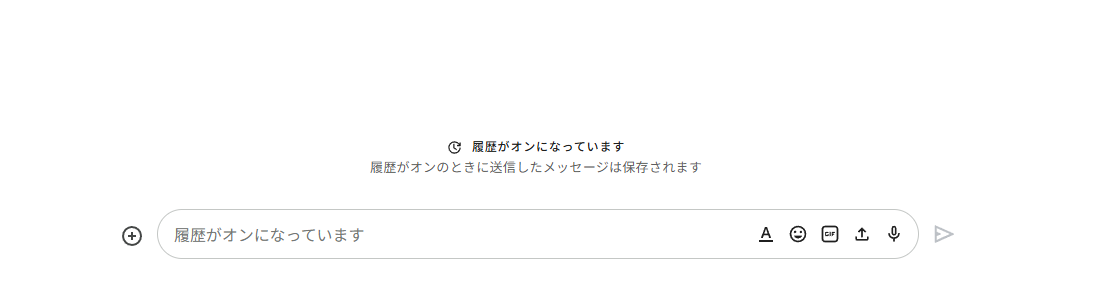 履歴がオンになっています
履歴がオンのときに送信したメッセージは保存されます
履歴がオンになっています
A
GIF